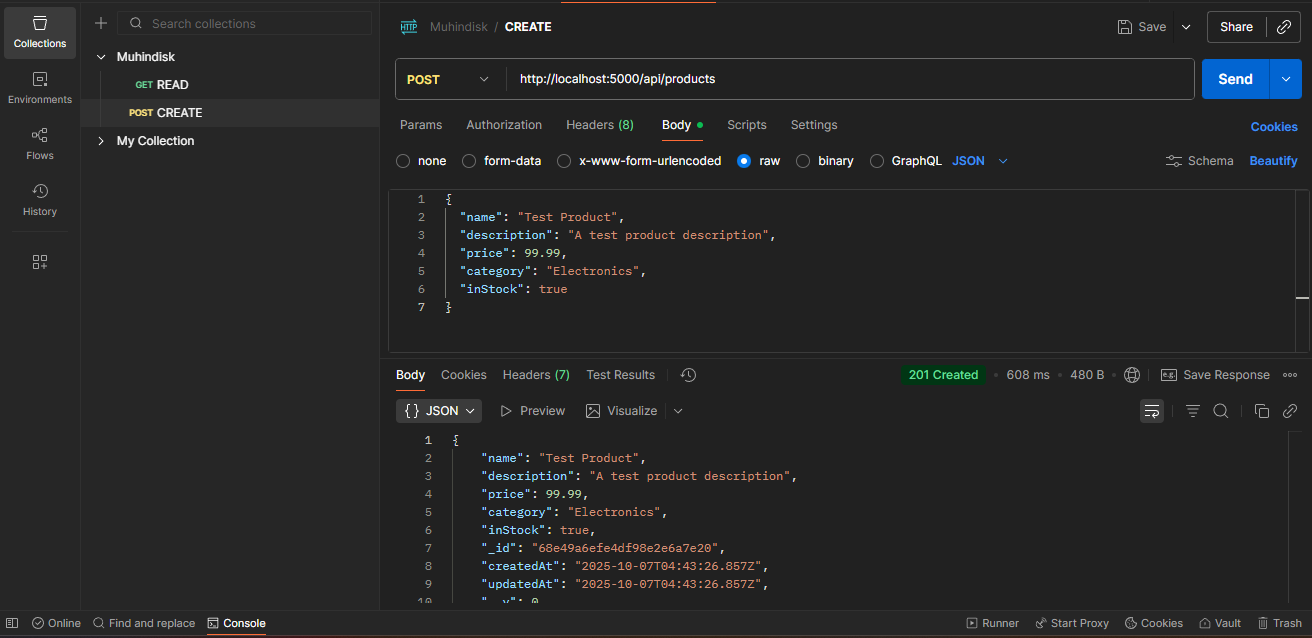 Collections
Environments
Flows
History
Search collections
Muhindisk
GET READ
POST CREATE
My Collection
HTTP Muhindisk / CREATE
Save
Share
POST http://localhost:5000/api/products
Send
Params Authorization Headers (8) Body Scripts Settings
Cookies
none form-data x-www-form-urlencoded raw binary GraphQL JSON
Schema Beautify
1 {
2 "name": "Test Product",
3 "description": "A test product description",
4 "price": 99.99,
5 "category": "Electronics",
6 "inStock": true
7 }
Body Cookies Headers (7) Test Results
201 Created • 608 ms • 480 B • e.g. Save Response
{} JSON Preview Visualize
1 {
2 "name": "Test Product",
3 "description": "A test product description",
4 "price": 99.99,
5 "category": "Electronics",
6 "inStock": true,
7 "_id": "68e49a6efe4df98e2e6a7e20",
8 "createdAt": "2025-10-07T04:43:26.857Z",
9 "updatedAt": "2025-10-07T04:43:26.857Z",
10 "__v": 0
Online Find and replace Console
Runner Start Proxy Cookies Vault Trash